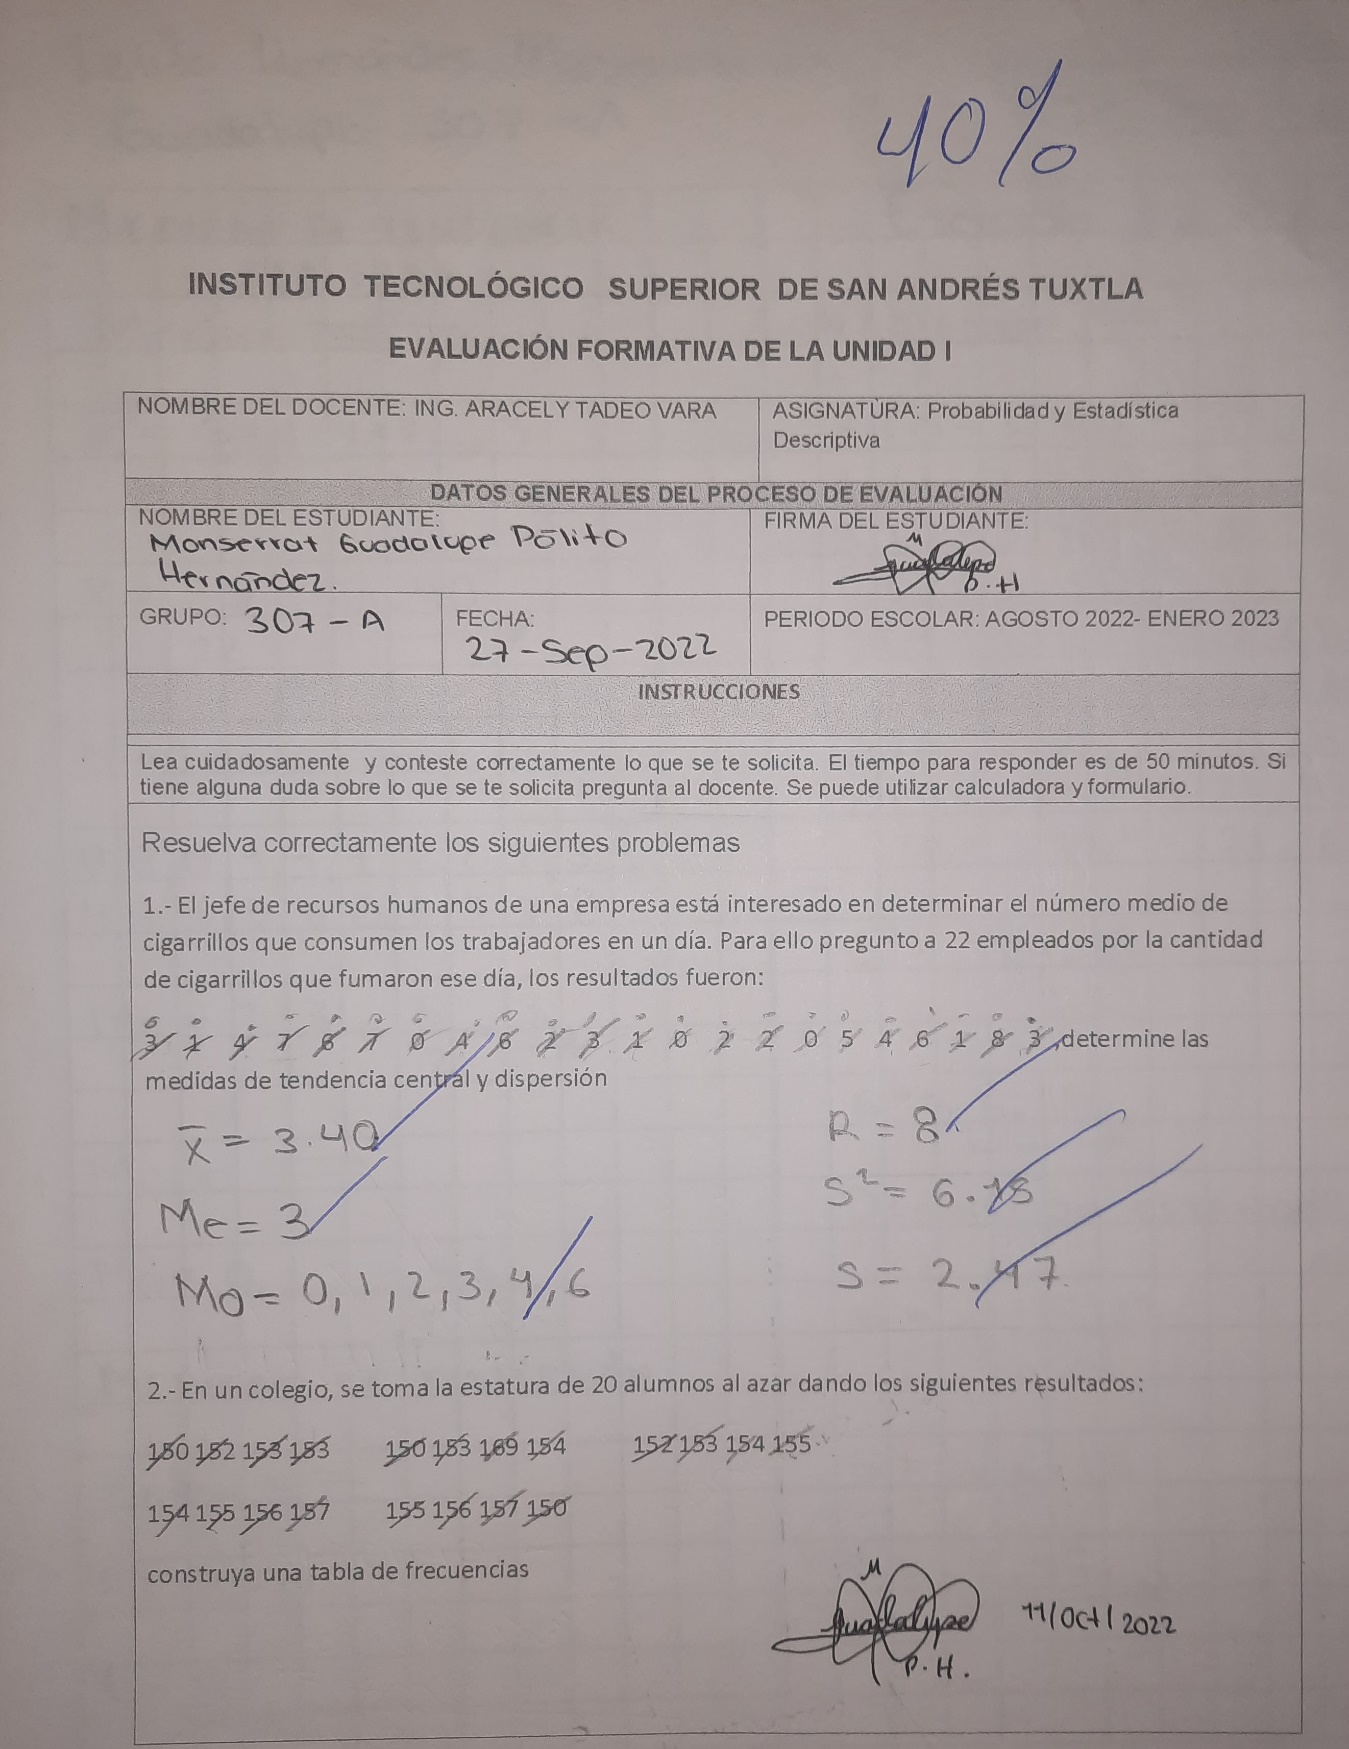 40%
INSTITUTO TECNOLÓGICO SUPERIOR DE SAN ANDRÉS TUXTLA
EVALUACIÓN FORMATIVA DE LA UNIDAD I
NOMBRE DEL DOCENTE: ING. ARACELY TADEO VARA
ASIGNATURA: Probabilidad y Estadística
Descriptiva
DATOS GENERALES DEL PROCESO DE EVALUACIÓN
NOMBRE DEL ESTUDIANTE:
Monserrat Guadalupe Pólito
Hernández.
FIRMA DEL ESTUDIANTE:
M
Guadalupe
P.H
GRUPO: 307-A
FECHA:
27-Sep-2022
PERIODO ESCOLAR: AGOSTO 2022- ENERO 2023
INSTRUCCIONES
Lea cuidadosamente y conteste correctamente lo que se te solicita. El tiempo para responder es de 50 minutos. Si
tiene alguna duda sobre lo que se te solicita pregunta al docente. Se puede utilizar calculadora y formulario.
Resuelva correctamente los siguientes problemas
1.- El jefe de recursos humanos de una empresa está interesado en determinar el número medio de
cigarrillos que consumen los trabajadores en un día. Para ello pregunto a 22 empleados por la cantidad
de cigarrillos que fumaron ese día, los resultados fueron:
3 1 4 7 6 0 4 6 2 3 1 0 2 2 0 5 4 6 1 8 3 ,determine las
medidas de tendencia central y dispersión
x̄ = 3.40
Me = 3
Mo = 0, 1, 2, 3, 4, 6
R = 8
S² = 6.
S = 2.47
2.- En un colegio, se toma la estatura de 20 alumnos al azar dando los siguientes resultados:
150 152 153 153 150 153 169 154 152 153 154 155
154 155 156 157 155 156 157 150
construya una tabla de frecuencias
M
Guadalupe
P.H.
11/Oct/2022